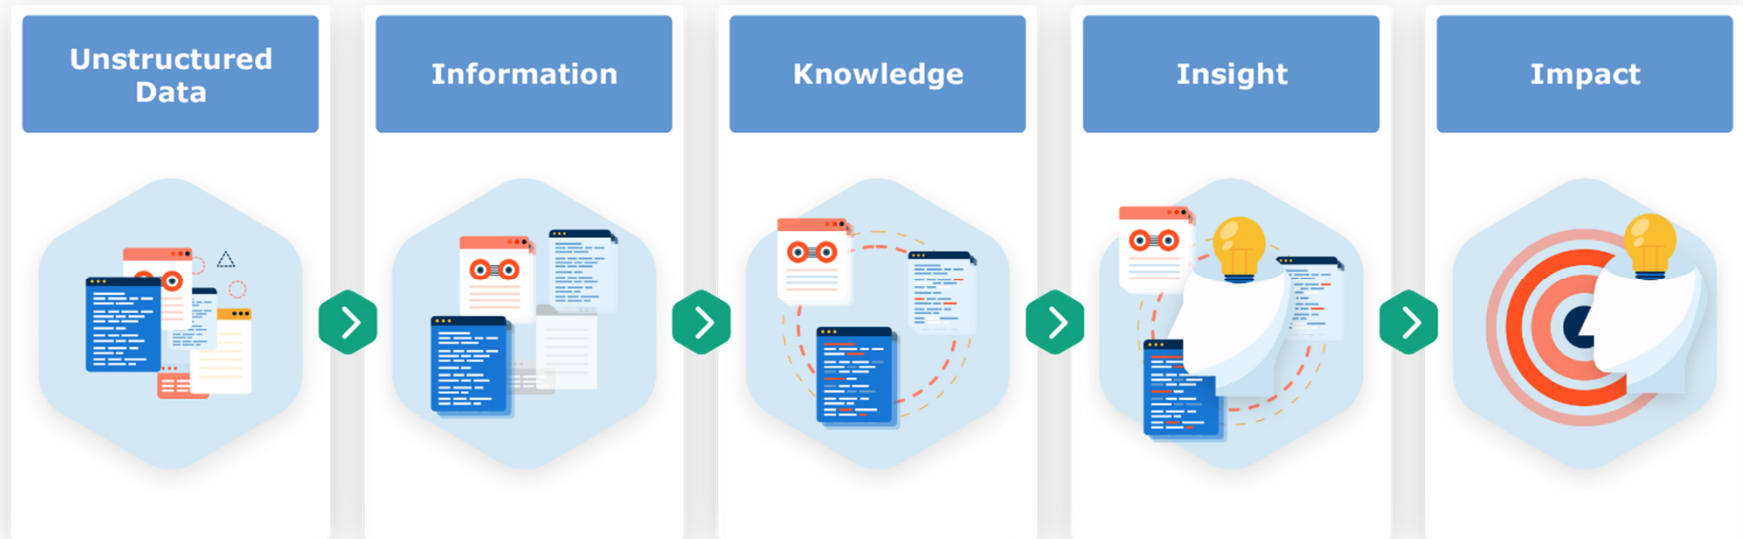 Unstructured
Data
Information
Knowledge
Insight
Impact